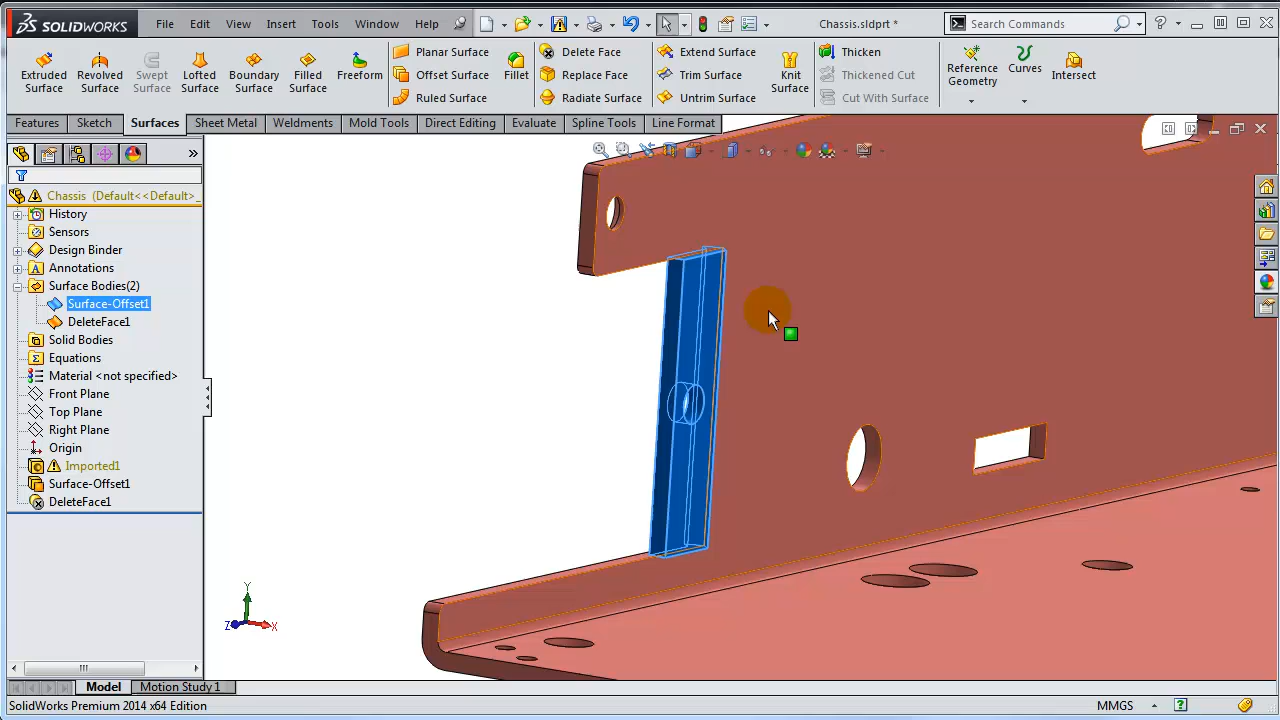 SOLIDWORKS File Edit View Insert Tools Window Help Chassis.sldprt * Search Commands
Extruded Surface
Revolved Surface
Swept Surface
Lofted Surface
Boundary Surface
Filled Surface
Freeform
Planar Surface
Offset Surface
Ruled Surface
Fillet
Delete Face
Replace Face
Radiate Surface
Extend Surface
Trim Surface
Untrim Surface
Knit Surface
Thicken
Thickened Cut
Cut With Surface
Reference Geometry
Curves
Intersect
Features Sketch Surfaces Sheet Metal Weldments Mold Tools Direct Editing Evaluate Spline Tools Line Format
Chassis (Default<<Default>_
History
Sensors
Design Binder
Annotations
Surface Bodies(2)
Surface-Offset1
DeleteFace1
Solid Bodies
Equations
Material <not specified>
Front Plane
Top Plane
Right Plane
Origin
Imported1
Surface-Offset1
DeleteFace1
Y
Z X
Model Motion Study 1
SolidWorks Premium 2014 x64 Edition MMGS